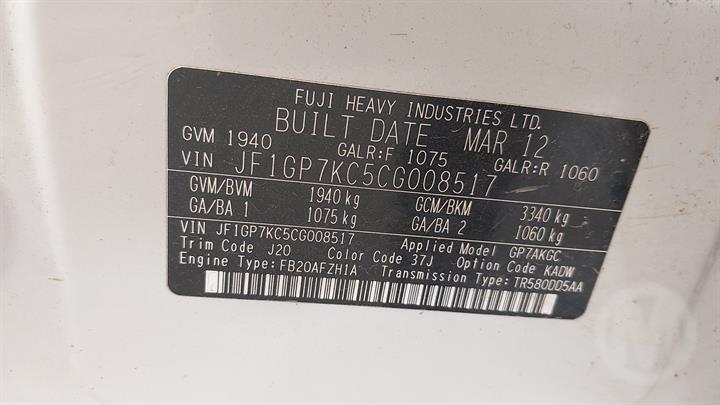 FUJI HEAVY INDUSTRIES LTD.
BUILT DATE MAR 12
GVM 1940 GALR:F 1075 GALR:R 1060
VIN JF1GP7KC5CG008517
GVM/BVM 1940 kg GCM/BKM 3340 kg
GA/BA 1 1075 kg GA/BA 2 1060 kg
VIN JF1GP7KC5CG008517 Applied Model GP7AKGC
Trim Code J20 Color Code 37J Option Code KADW
Engine Type: FB20AFZH1A Transmission Type: TR580DD5AA